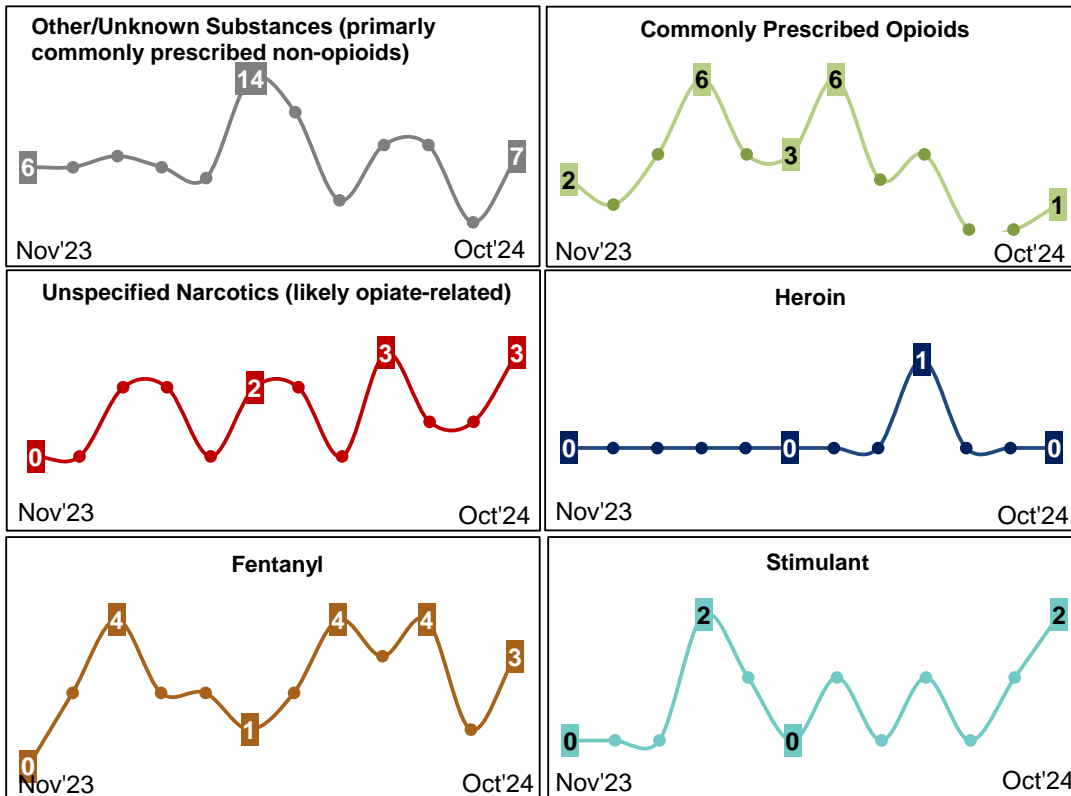 Other/Unknown Substances (primarly
commonly prescribed non-opioids)
14
6
7
Nov'23
Oct'24
Commonly Prescribed Opioids
6
6
3
2
1
Nov'23
Oct'24
Unspecified Narcotics (likely opiate-related)
3
3
2
0
Nov'23
Oct'24
Heroin
1
0
0
0
Nov'23
Oct'24
Fentanyl
4
4
4
3
1
0
Nov'23
Oct'24
Stimulant
2
2
0
0
Nov'23
Oct'24